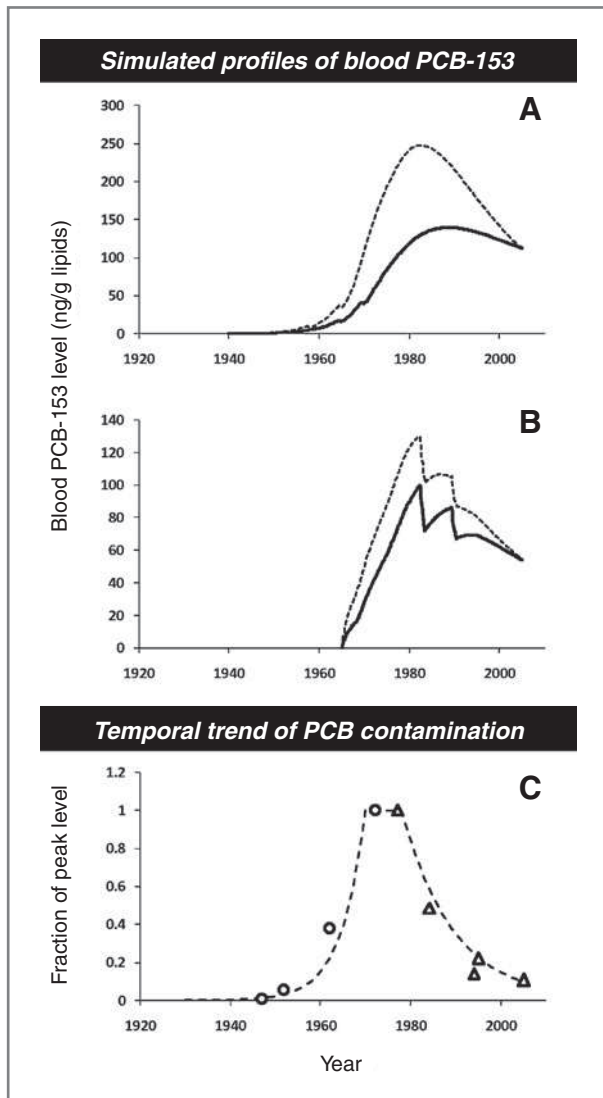 Simulated profiles of blood PCB-153
A
300
250
200
150
100
50
0
1920 1940 1960 1980 2000
B
140
120
100
80
60
40
20
0
1920 1940 1960 1980 2000
Blood PCB-153 level (ng/g lipids)
Temporal trend of PCB contamination
C
1.2
1
0.8
0.6
0.4
0.2
0
1920 1940 1960 1980 2000
Fraction of peak level
Year